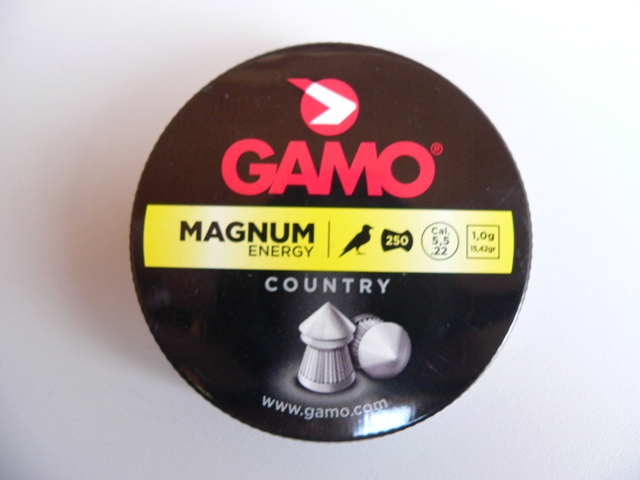 GAMO®
MAGNUM
ENERGY
250
Cal.
5,5
.22
1,0g
15,42gr
COUNTRY
www.gamo.com